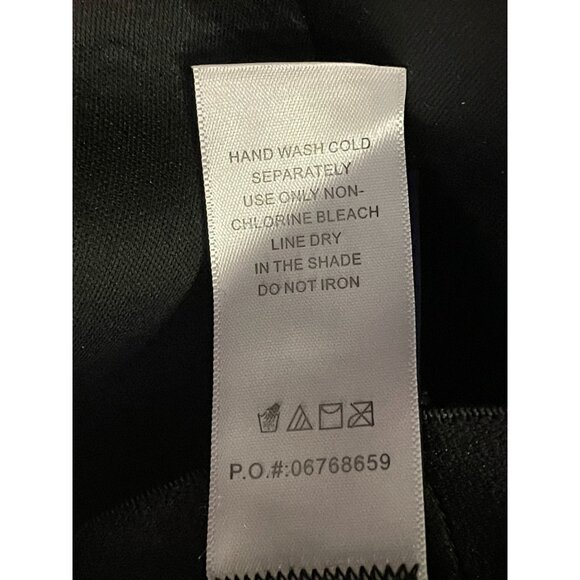 HAND WASH COLD
SEPARATELY
USE ONLY NON-
CHLORINE BLEACH
LINE DRY
IN THE SHADE
DO NOT IRON
P.O.#:06768659